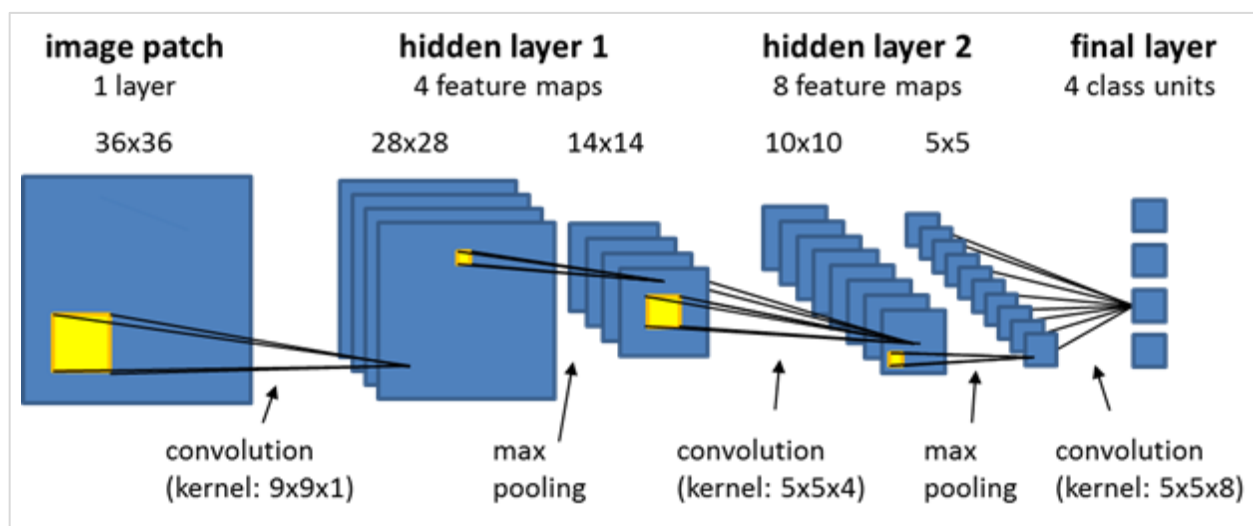 image patch
1 layer
hidden layer 1
4 feature maps
hidden layer 2
8 feature maps
final layer
4 class units
36x36
28x28
14x14
10x10
5x5
convolution
(kernel: 9x9x1)
max
pooling
convolution
(kernel: 5x5x4)
max
pooling
convolution
(kernel: 5x5x8)